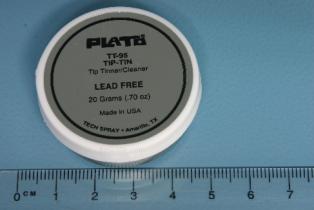 PLATO
TT-95
TIP-TIN
Tip Tinner/Cleaner
LEAD FREE
20 Grams (.70 oz)
Made in USA
TECH SPRAY • Amarillo, TX
0 CM 1 2 3 4 5 6 7